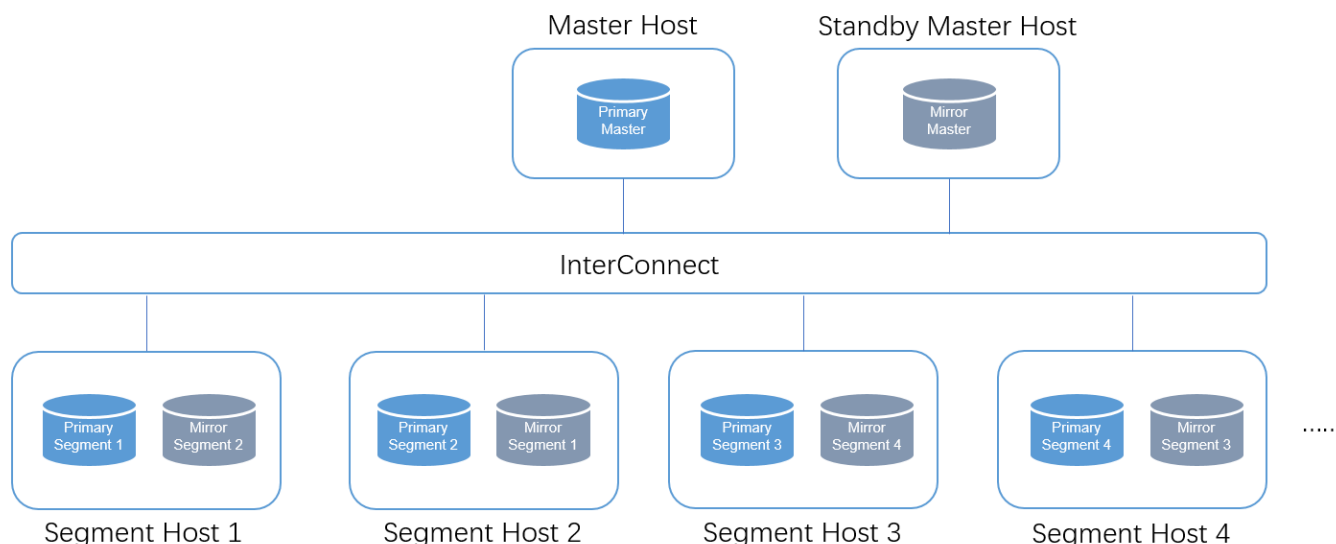 Master Host
Standby Master Host
Primary
Master
Mirror
Master
InterConnect
Primary
Segment 1
Mirror
Segment 2
Primary
Segment 2
Mirror
Segment 1
Primary
Segment 3
Mirror
Segment 4
Primary
Segment 4
Mirror
Segment 3
.....
Segment Host 1
Segment Host 2
Segment Host 3
Segment Host 4